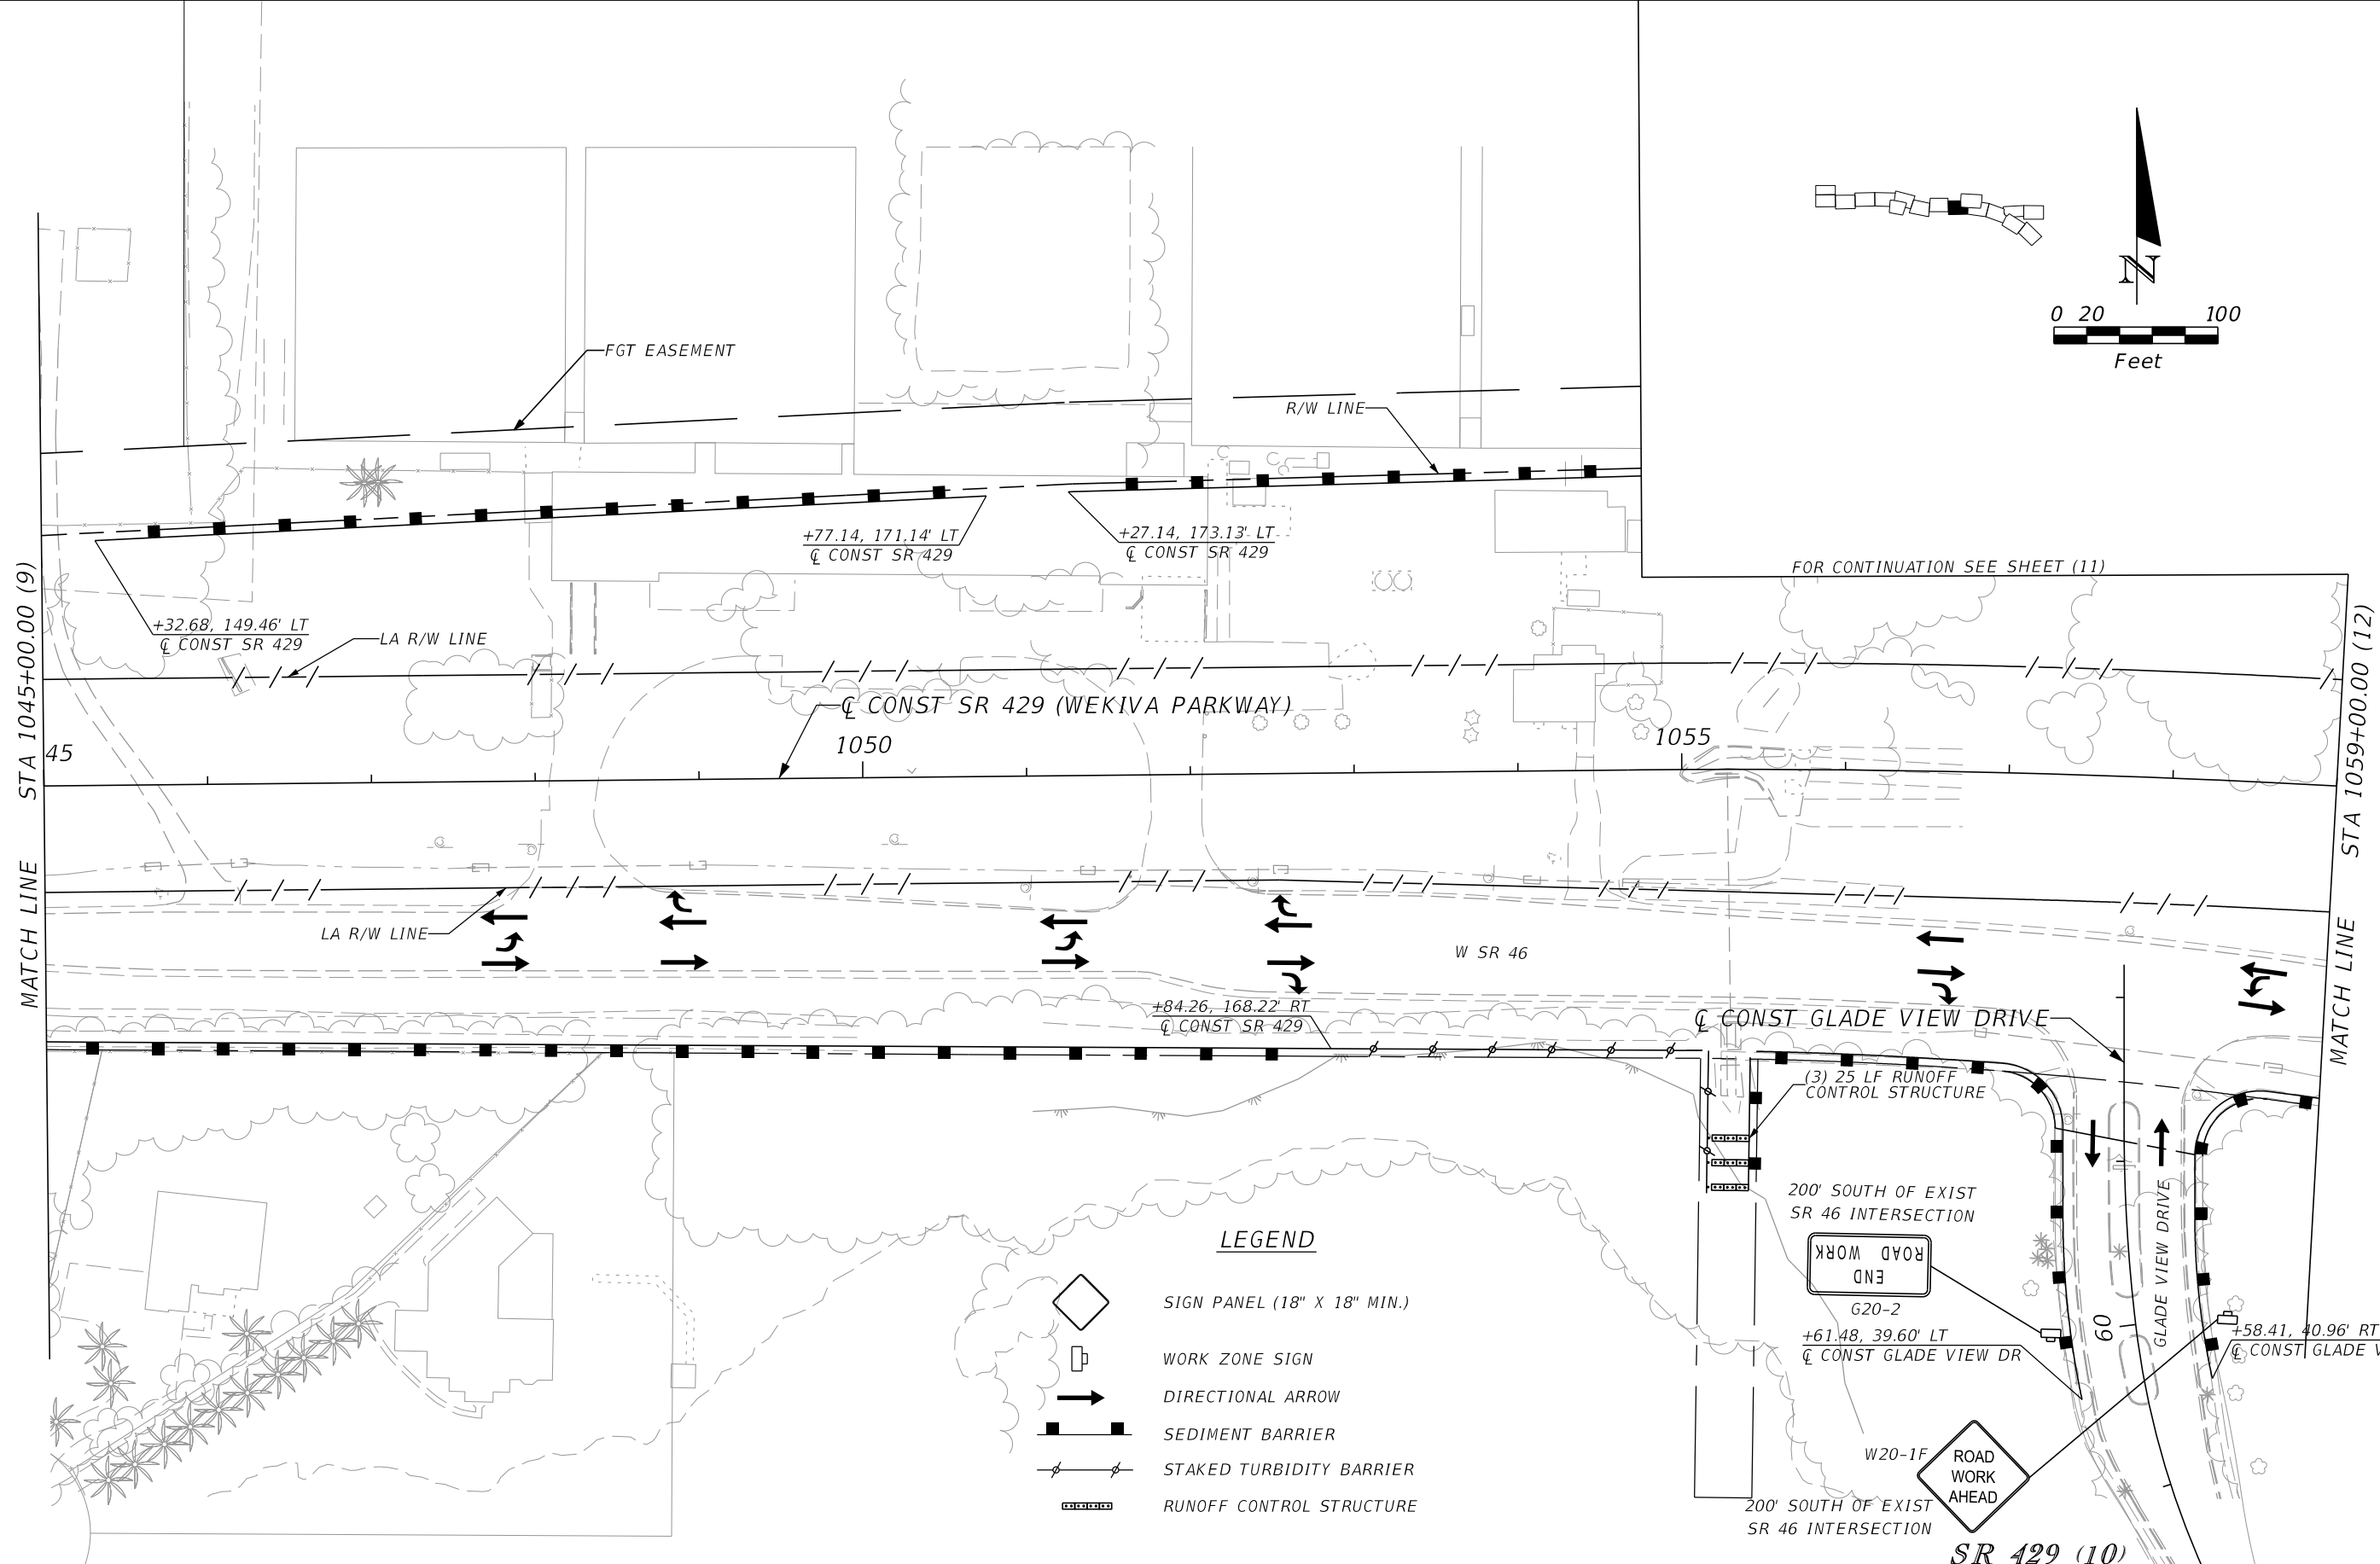 0 20 100
Feet
FGT EASEMENT
R/W LINE
+77.14, 171.14' LT
℄ CONST SR 429
+27.14, 173.13' LT
℄ CONST SR 429
FOR CONTINUATION SEE SHEET (11)
+32.68, 149.46' LT
℄ CONST SR 429
LA R/W LINE
MATCH LINE STA 1045+00.00 (9)
MATCH LINE STA 1059+00.00 (12)
℄ CONST SR 429 (WEKIVA PARKWAY)
45
1050
1055
LA R/W LINE
W SR 46
+84.26, 168.22' RT
℄ CONST SR 429
℄ CONST GLADE VIEW DRIVE
(3) 25 LF RUNOFF
CONTROL STRUCTURE
200' SOUTH OF EXIST
SR 46 INTERSECTION
END
ROAD WORK
G20-2
+61.48, 39.60' LT
℄ CONST GLADE VIEW DR
60
GLADE VIEW DRIVE
+58.41, 40.96' RT
℄ CONST GLADE V
LEGEND
SIGN PANEL (18" X 18" MIN.)
WORK ZONE SIGN
DIRECTIONAL ARROW
SEDIMENT BARRIER
STAKED TURBIDITY BARRIER
RUNOFF CONTROL STRUCTURE
W20-1F
ROAD
WORK
AHEAD
200' SOUTH OF EXIST
SR 46 INTERSECTION
SR 429 (10)
N